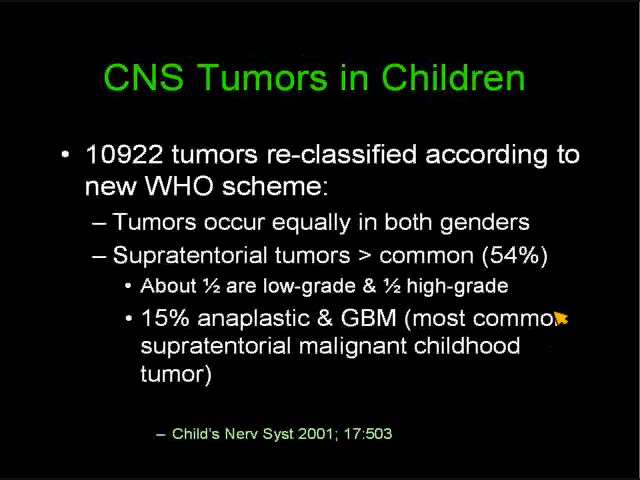 CNS Tumors in Children
• 10922 tumors re-classified according to
new WHO scheme:
– Tumors occur equally in both genders
– Supratentorial tumors > common (54%)
• About ½ are low-grade & ½ high-grade
• 15% anaplastic & GBM (most common
supratentorial malignant childhood
tumor)
– Child's Nerv Syst 2001; 17:503